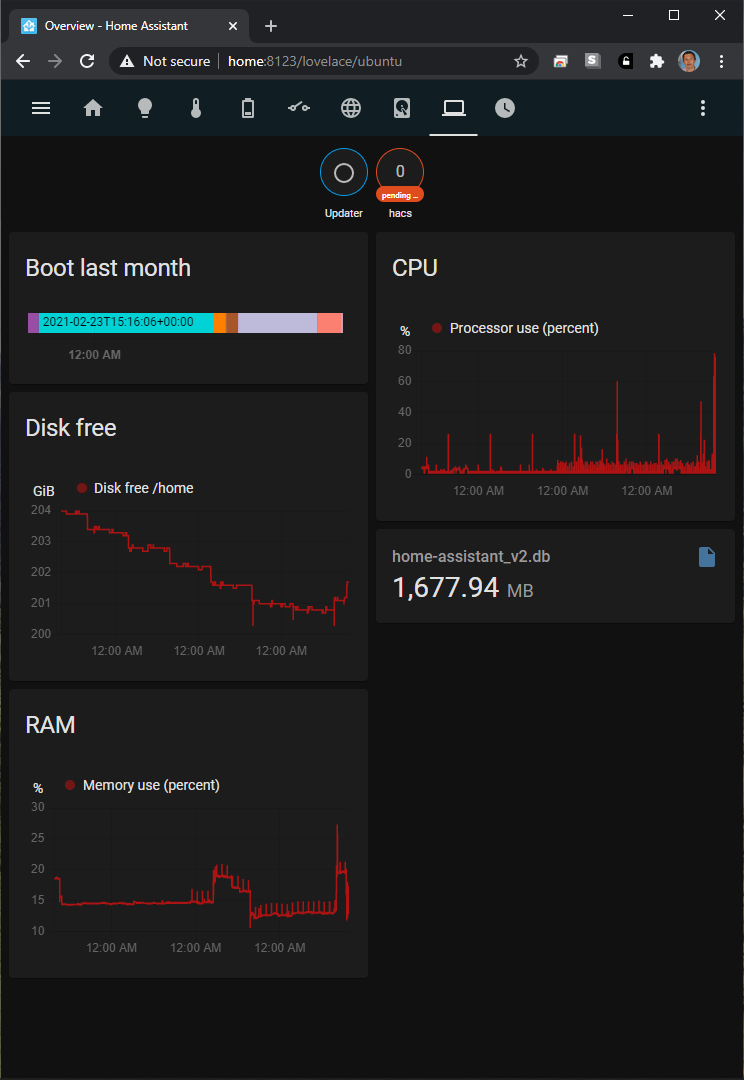 Overview - Home Assistant
Not secure
home:8123/lovelace/ubuntu
S
0
pending ...
Updater
hacs
Boot last month
2021-02-23T15:16:06+00:00
12:00 AM
Disk free
GiB
Disk free /home
204
203
202
201
200
12:00 AM 12:00 AM 12:00 AM
RAM
%
Memory use (percent)
30
25
20
15
10
12:00 AM 12:00 AM 12:00 AM
CPU
%
Processor use (percent)
80
60
40
20
0
12:00 AM 12:00 AM 12:00 AM
home-assistant_v2.db
1,677.94 MB